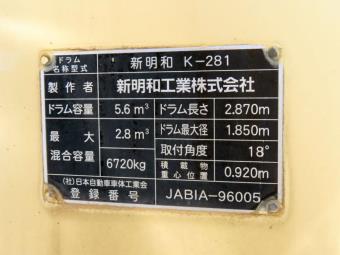 ドラム
名称型式 新明和 K-281
製作者 新明和工業株式会社
ドラム容量 5.6 m³ ドラム長さ 2.870m
最大
混合容量 2.8 m³ 6720kg ドラム最大径 1.850m
取付角度 18°
積載物
重心位置 0.920m
(社)日本自動車車体工業会
登録番号 JABIA-96005